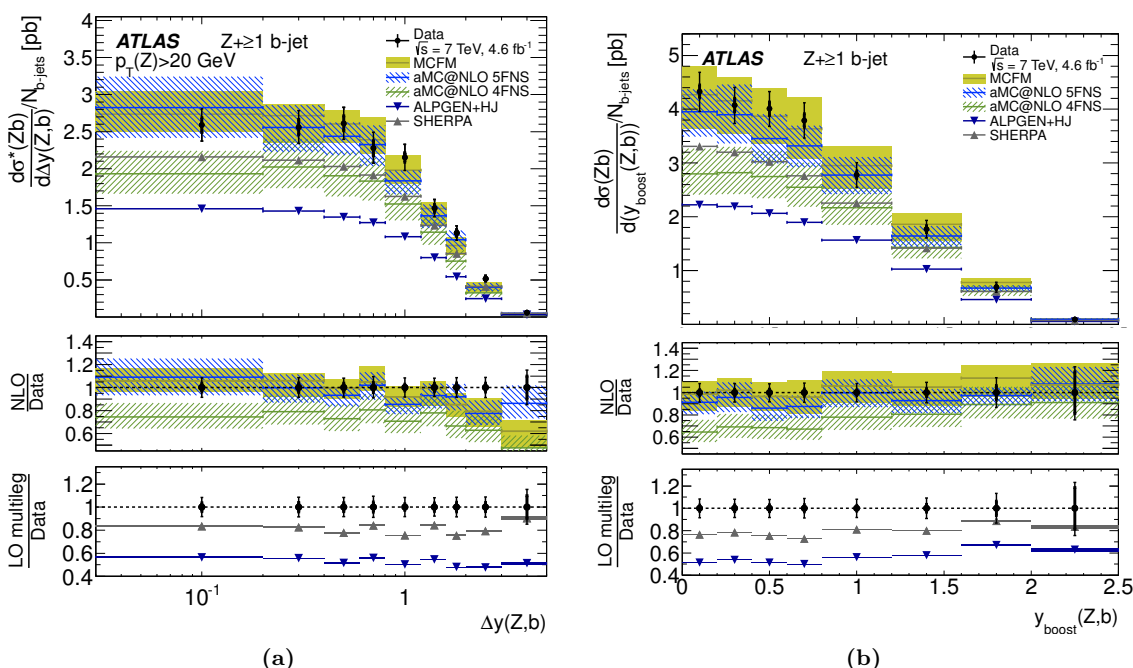 ATLAS Z+≥1 b-jet
p_T(Z)>20 GeV
Data
√s = 7 TeV, 4.6 fb⁻¹
MCFM
aMC@NLO 5FNS
aMC@NLO 4FNS
ALPGEN+HJ
SHERPA
dσ*(Zb)/dΔy(Z,b) /N_b-jets [pb]
4
3.5
3
2.5
2
1.5
1
0.5
NLO/Data
1.4
1.2
1
0.8
0.6
LO multileg/Data
1.2
1
0.8
0.6
0.4
10⁻¹ 1
Δy(Z,b)
(a)
ATLAS Z+≥1 b-jet
Data
√s = 7 TeV, 4.6 fb⁻¹
MCFM
aMC@NLO 5FNS
aMC@NLO 4FNS
ALPGEN+HJ
SHERPA
dσ(Zb)/d(y_boost(Z,b)) /N_b-jets [pb]
5
4
3
2
1
NLO/Data
1.4
1.2
1
0.8
0.6
LO multileg/Data
1.2
1
0.8
0.6
0.4
0 0.5 1 1.5 2 2.5
y_boost(Z,b)
(b)